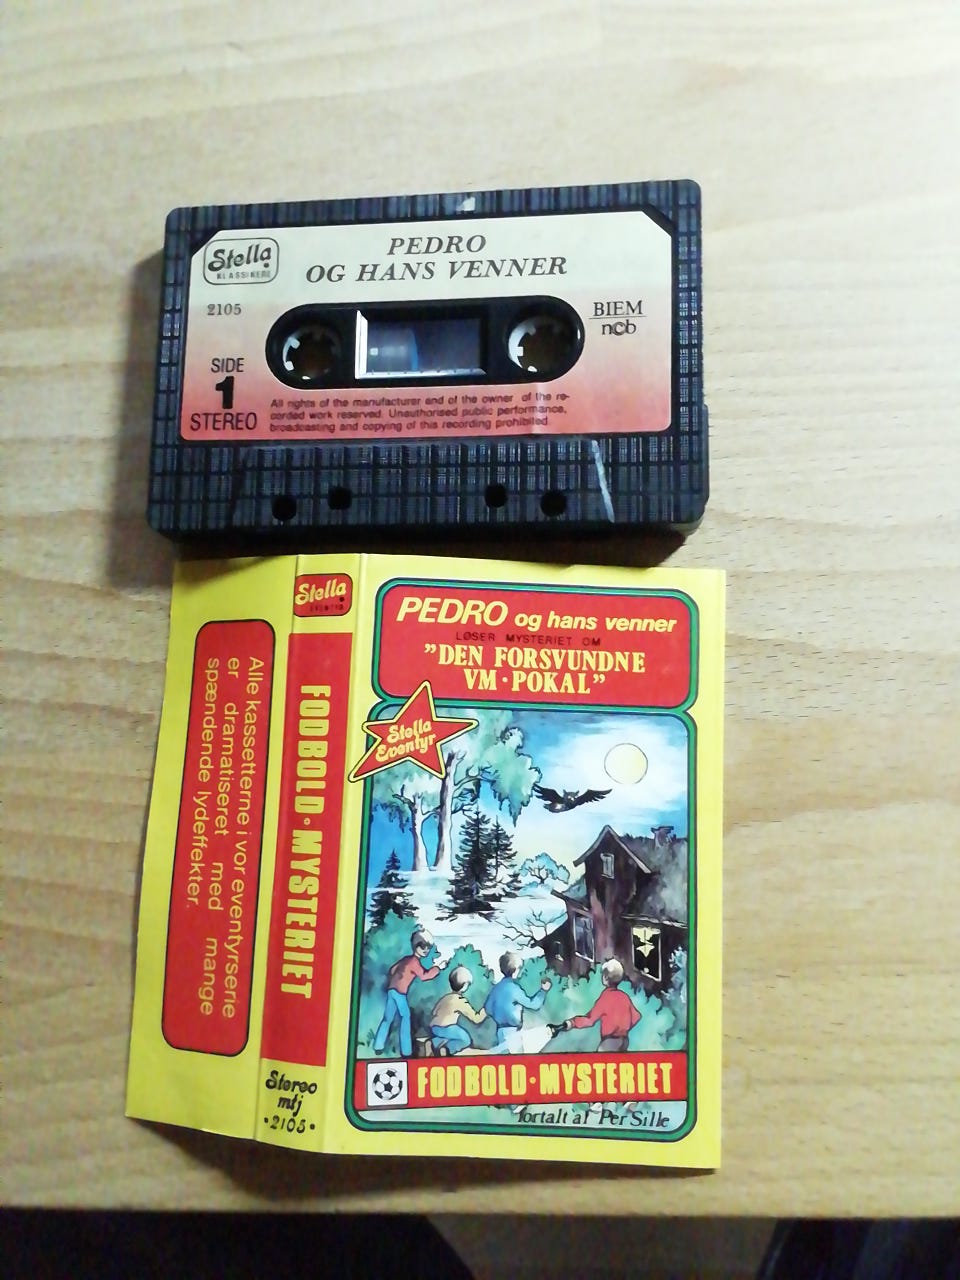 Stella
KLASSIKERE
PEDRO
OG HANS VENNER
2105
BIEM
ncb
SIDE
1
STEREO
All rights of the manufacturer and of the owner of the re-
corded work reserved. Unauthorised public performance,
broadcasting and copying of this recording prohibited
Alle kassetterne i vor eventyrserie
er dramatiseret med mange
spændende lydeffekter.
Stella
EVENTYR
FODBOLD·MYSTERIET
Stereo
mtj
·2105·
PEDRO og hans venner
LØSER MYSTERIET OM
"DEN FORSVUNDNE
VM·POKAL"
Stella
Eventyr
FODBOLD·MYSTERIET
fortalt af Per Sille